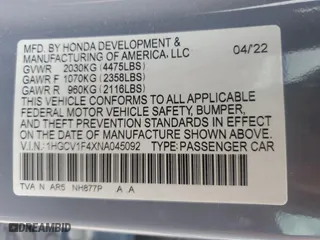 MFD. BY HONDA DEVELOPMENT & 04/22
MANUFACTURING OF AMERICA, LLC
GVWR 2030KG (4475LBS)
GAWR F 1070KG (2358LBS)
GAWR R 960KG (2116LBS)
THIS VEHICLE CONFORMS TO ALL APPLICABLE
FEDERAL MOTOR VEHICLE SAFETY, BUMPER,
AND THEFT PREVENTION STANDARDS IN EFFECT
ON THE DATE OF MANUFACTURE SHOWN ABOVE.
V.I.N.: 1HGCV1F4XNA045092 TYPE: PASSENGER CAR
TVA N AR5 NH877P A A